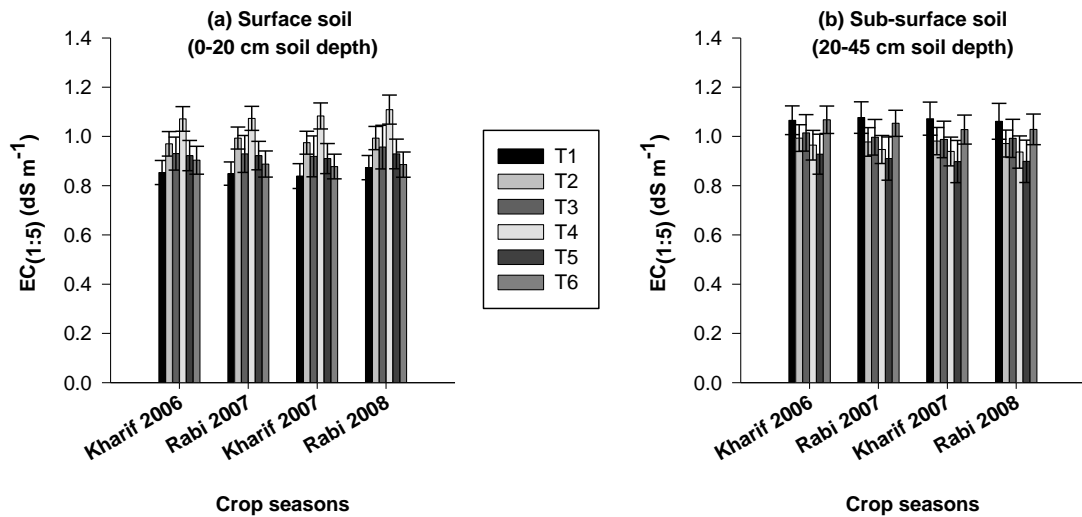 (a) Surface soil
(0-20 cm soil depth)
EC(1:5) (dS m-1)
1.4
1.2
1.0
0.8
0.6
0.4
0.2
0.0
Kharif 2006
Rabi 2007
Kharif 2007
Rabi 2008
Crop seasons
T1
T2
T3
T4
T5
T6
(b) Sub-surface soil
(20-45 cm soil depth)
EC(1:5) (dS m-1)
1.4
1.2
1.0
0.8
0.6
0.4
0.2
0.0
Kharif 2006
Rabi 2007
Kharif 2007
Rabi 2008
Crop seasons